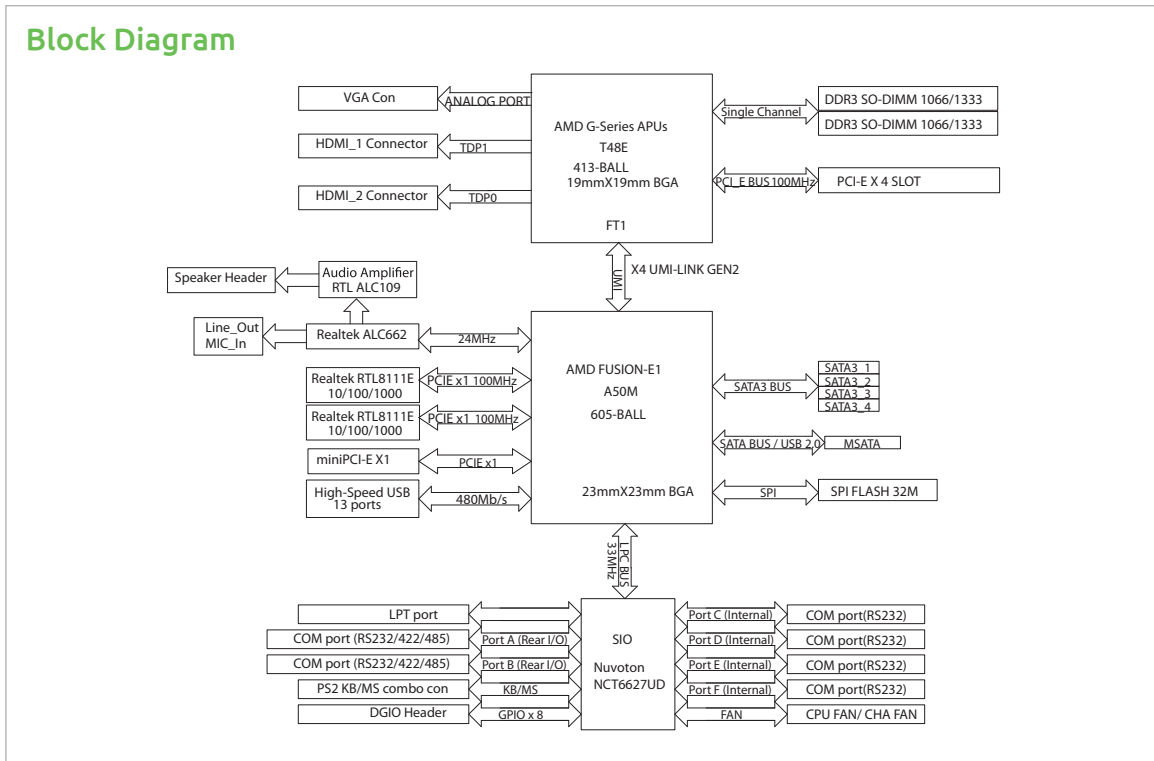 Block Diagram
VGA Con
ANALOG PORT
HDMI_1 Connector
TDP1
HDMI_2 Connector
TDP0
AMD G-Series APUs
T48E
413-BALL
19mmX19mm BGA
FT1
Single Channel
DDR3 SO-DIMM 1066/1333
DDR3 SO-DIMM 1066/1333
PCI_E BUS 100MHz
PCI-E X 4 SLOT
UMI
X4 UMI-LINK GEN2
Speaker Header
Audio Amplifier
RTL ALC109
Line_Out
MIC_In
Realtek ALC662
24MHz
Realtek RTL8111E
10/100/1000
PCIE x1 100MHz
Realtek RTL8111E
10/100/1000
PCIE x1 100MHz
miniPCI-E X1
PCIE x1
High-Speed USB
13 ports
480Mb/s
AMD FUSION-E1
A50M
605-BALL
23mmX23mm BGA
SATA3 BUS
SATA3_1
SATA3_2
SATA3_3
SATA3_4
SATA BUS / USB 2.0
MSATA
SPI
SPI FLASH 32M
LPC BUS
33MHz
LPT port
COM port (RS232/422/485)
Port A (Rear I/O)
COM port (RS232/422/485)
Port B (Rear I/O)
PS2 KB/MS combo con
KB/MS
DGIO Header
GPIO x 8
SIO
Nuvoton
NCT6627UD
Port C (Internal)
COM port(RS232)
Port D (Internal)
COM port(RS232)
Port E (Internal)
COM port(RS232)
Port F (Internal)
COM port(RS232)
FAN
CPU FAN/ CHA FAN